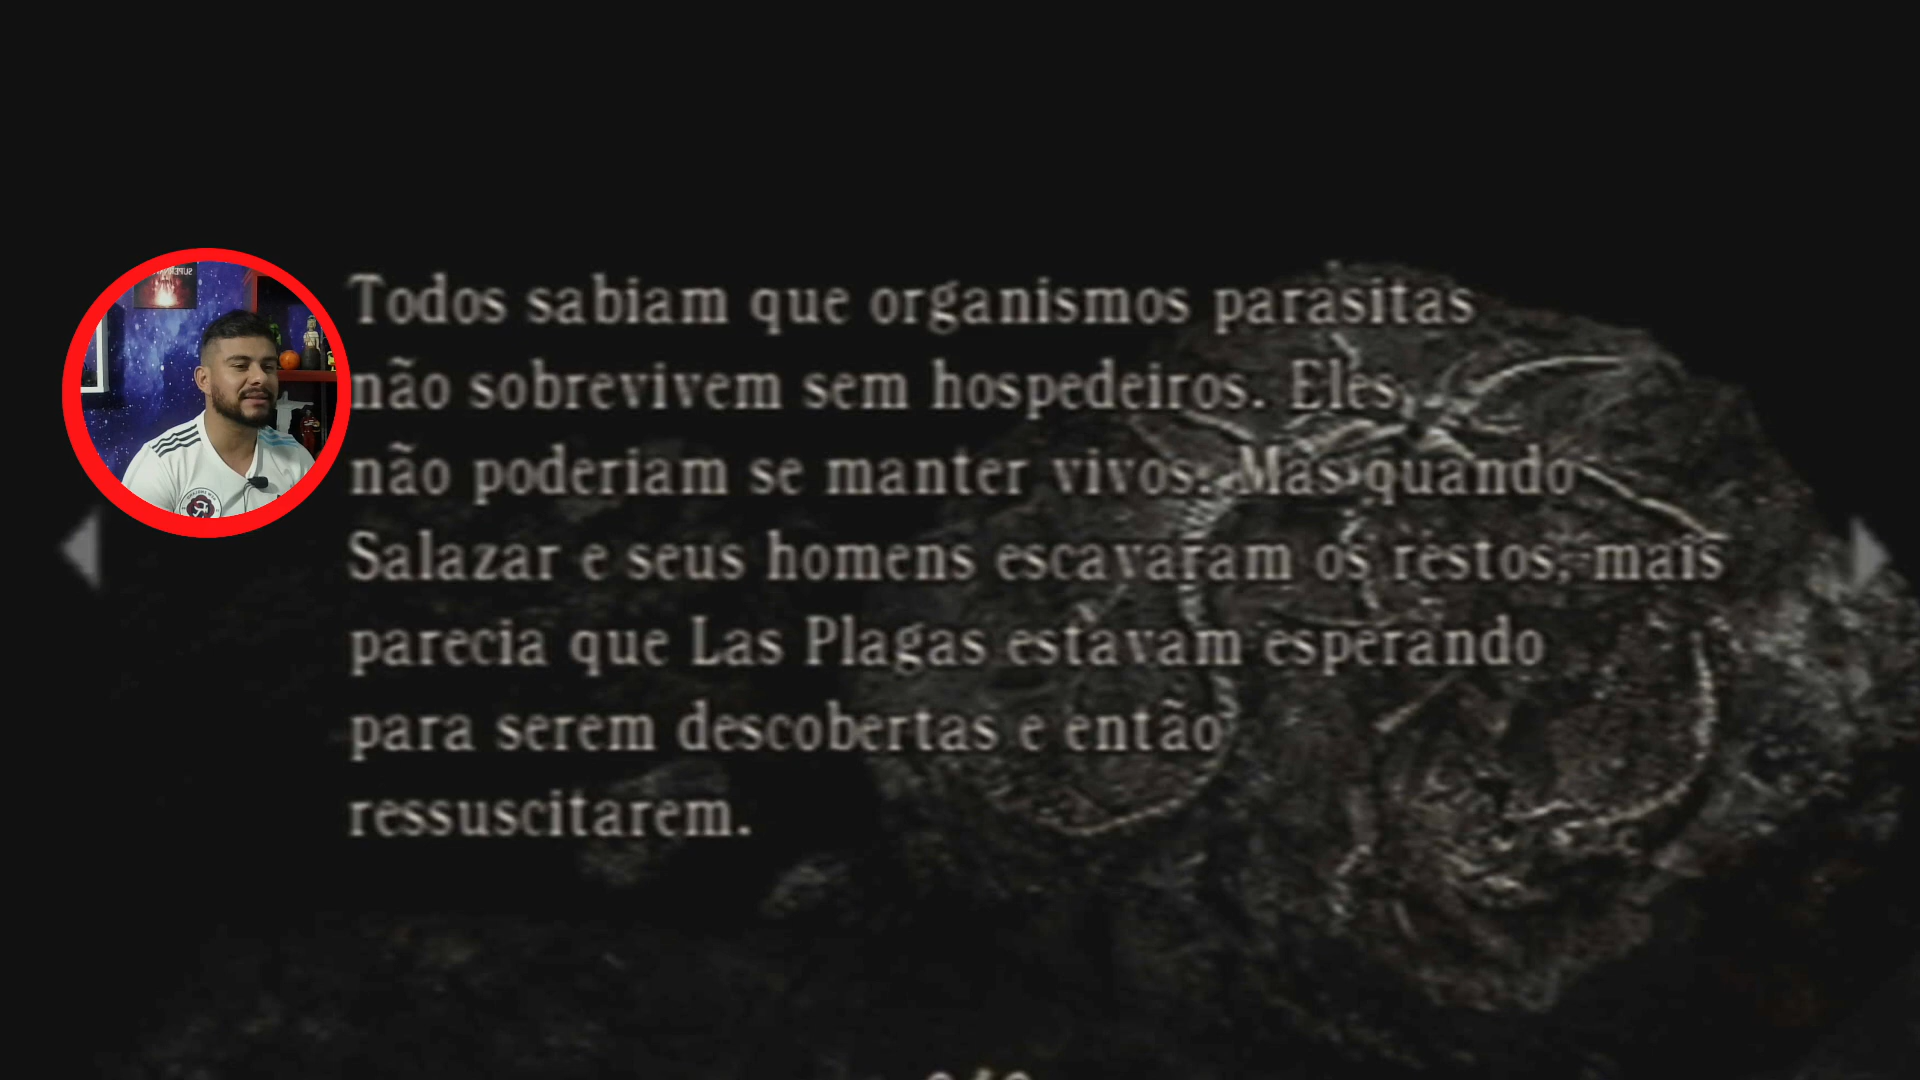 Todos sabiam que organismos parasitas
não sobrevivem sem hospedeiros. Eles
não poderiam se manter vivos. Mas quando
Salazar e seus homens escavaram os restos, mais
parecia que Las Plagas estavam esperando
para serem descobertas e então
ressuscitarem.